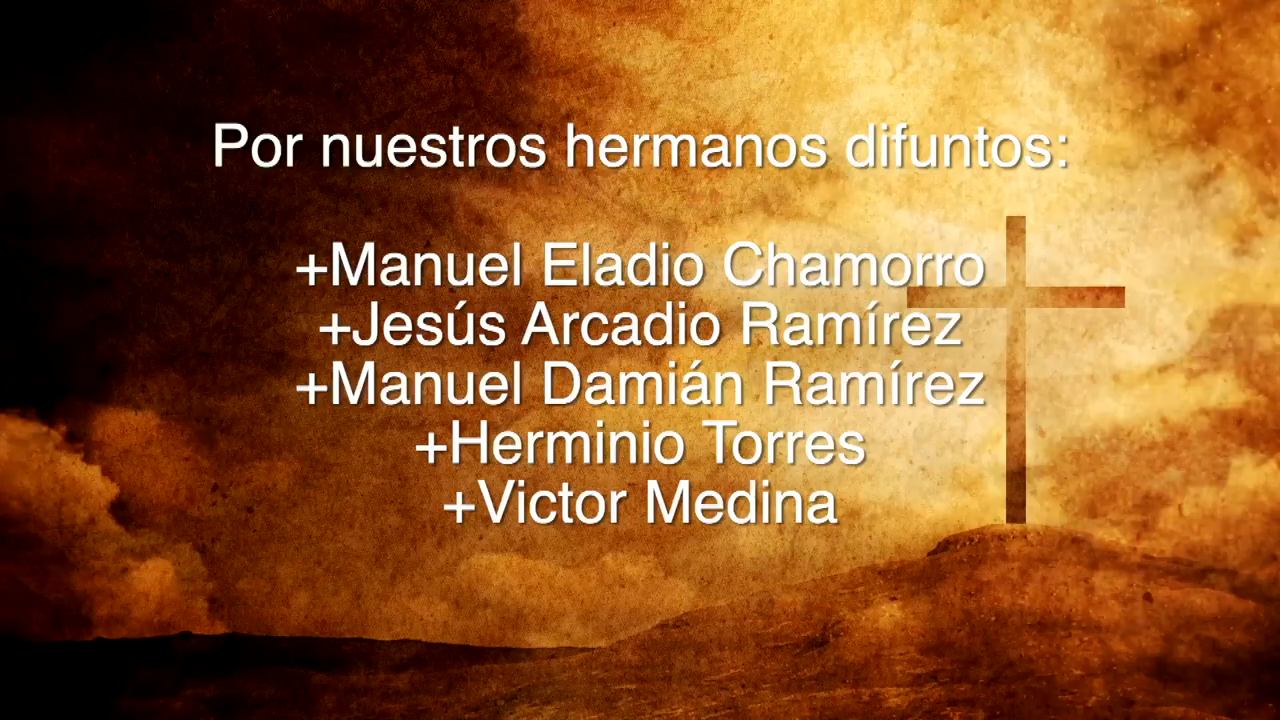 Por nuestros hermanos difuntos:
+Manuel Eladio Chamorro
+Jesús Arcadio Ramírez
+Manuel Damián Ramírez
+Herminio Torres
+Victor Medina